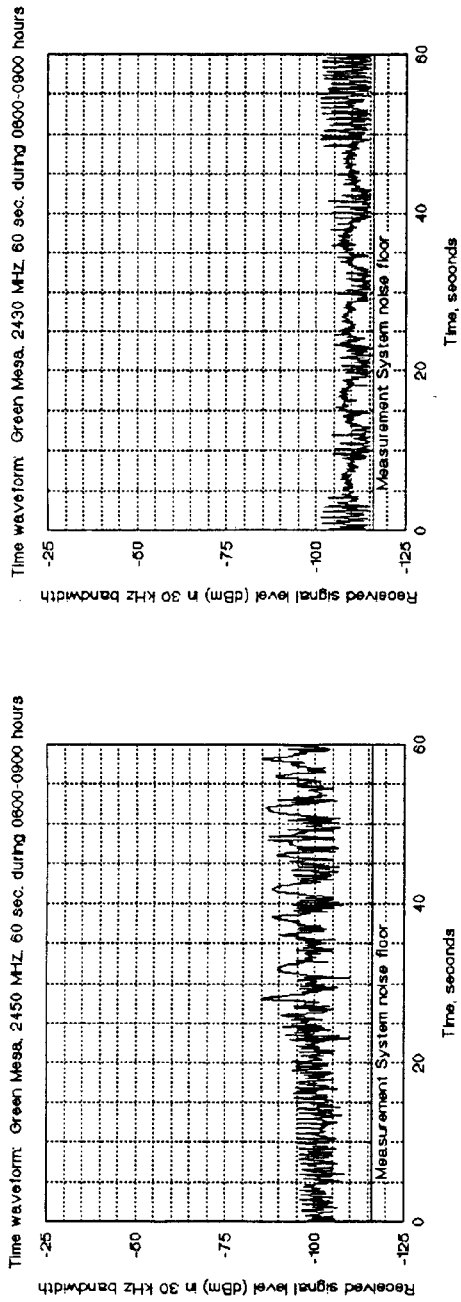 Time waveform: Green Mesa, 2450 MHz, 60 sec. during 0800-0900 hours
Received signal level (dBm) in 30 kHz bandwidth
-25
-50
-75
-100
-125
Measurement System noise floor
0
20
40
60
Time, seconds
Time waveform: Green Mesa, 2430 MHz, 60 sec. during 0800-0900 hours
Received signal level (dBm) in 30 kHz bandwidth
-25
-50
-75
-100
-125
Measurement System noise floor
0
20
40
60
Time, seconds